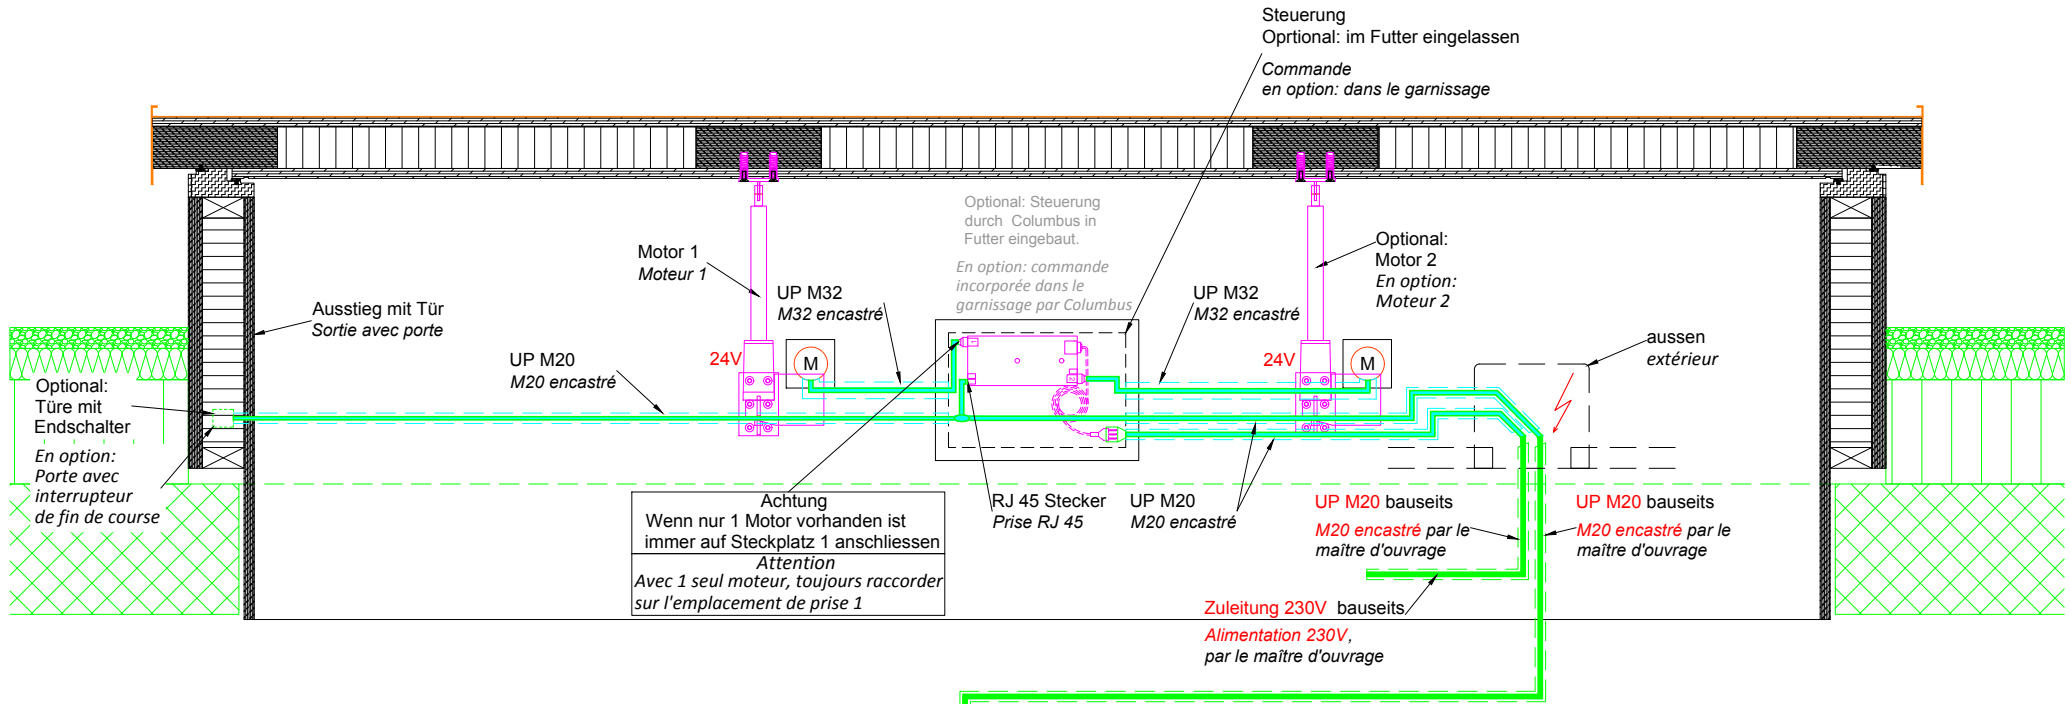 Steuerung
Oprtional: im Futter eingelassen
Commande
en option: dans le garnissage
Optional: Steuerung
durch Columbus in
Futter eingebaut.
En option: commande
incorporée dans le
garnissage par Columbus
Motor 1
Moteur 1
UP M32
M32 encastré
UP M32
M32 encastré
Optional:
Motor 2
En option:
Moteur 2
Ausstieg mit Tür
Sortie avec porte
UP M20
M20 encastré
24V
M
24V
M
aussen
extérieur
Optional:
Türe mit
Endschalter
En option:
Porte avec
interrupteur
de fin de course
Achtung
Wenn nur 1 Motor vorhanden ist
immer auf Steckplatz 1 anschliessen
Attention
Avec 1 seul moteur, toujours raccorder
sur l'emplacement de prise 1
RJ 45 Stecker
Prise RJ 45
UP M20
M20 encastré
UP M20 bauseits
M20 encastré par le
maître d'ouvrage
UP M20 bauseits
M20 encastré par le
maître d'ouvrage
Zuleitung 230V bauseits
Alimentation 230V,
par le maître d'ouvrage